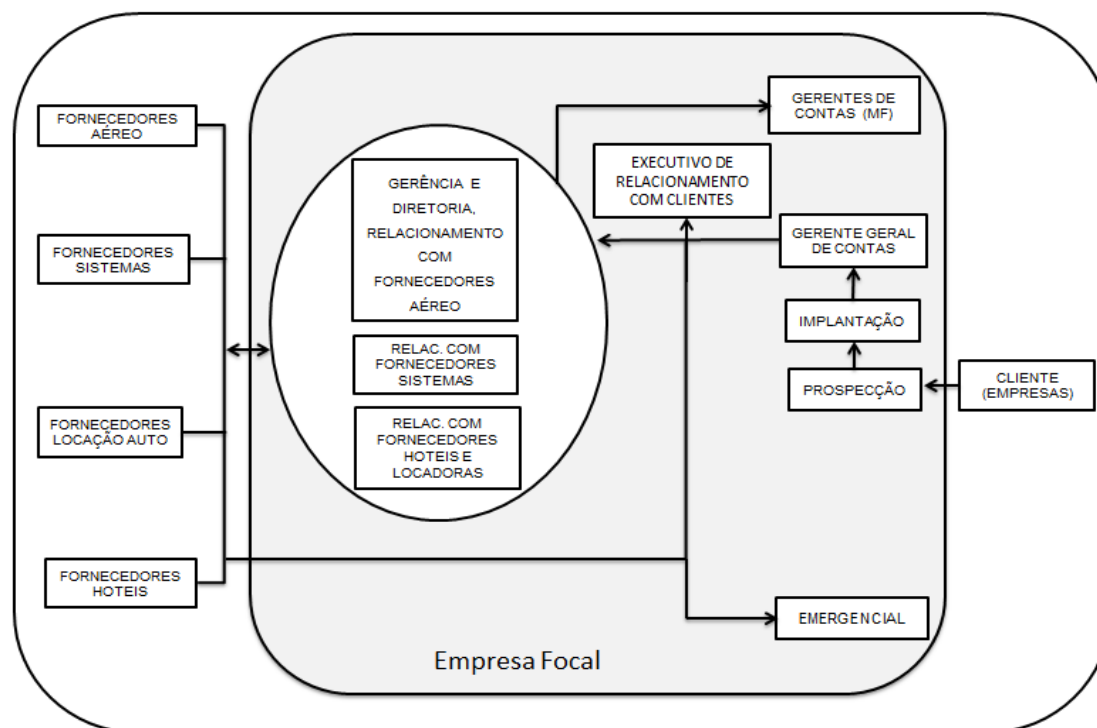 FORNECEDORES
AÉREO
FORNECEDORES
SISTEMAS
FORNECEDORES
LOCAÇÃO AUTO
FORNECEDORES
HOTEIS
GERÊNCIA E
DIRETORIA,
RELACIONAMENTO
COM
FORNECEDORES
AÉREO
RELAC. COM
FORNECEDORES
SISTEMAS
RELAC. COM
FORNECEDORES
HOTEIS E
LOCADORAS
EXECUTIVO DE
RELACIONAMENTO
COM CLIENTES
GERENTES DE
CONTAS (MF)
GERENTE GERAL
DE CONTAS
IMPLANTAÇÃO
PROSPECÇÃO
CLIENTE
(EMPRESAS)
EMERGENCIAL
Empresa Focal